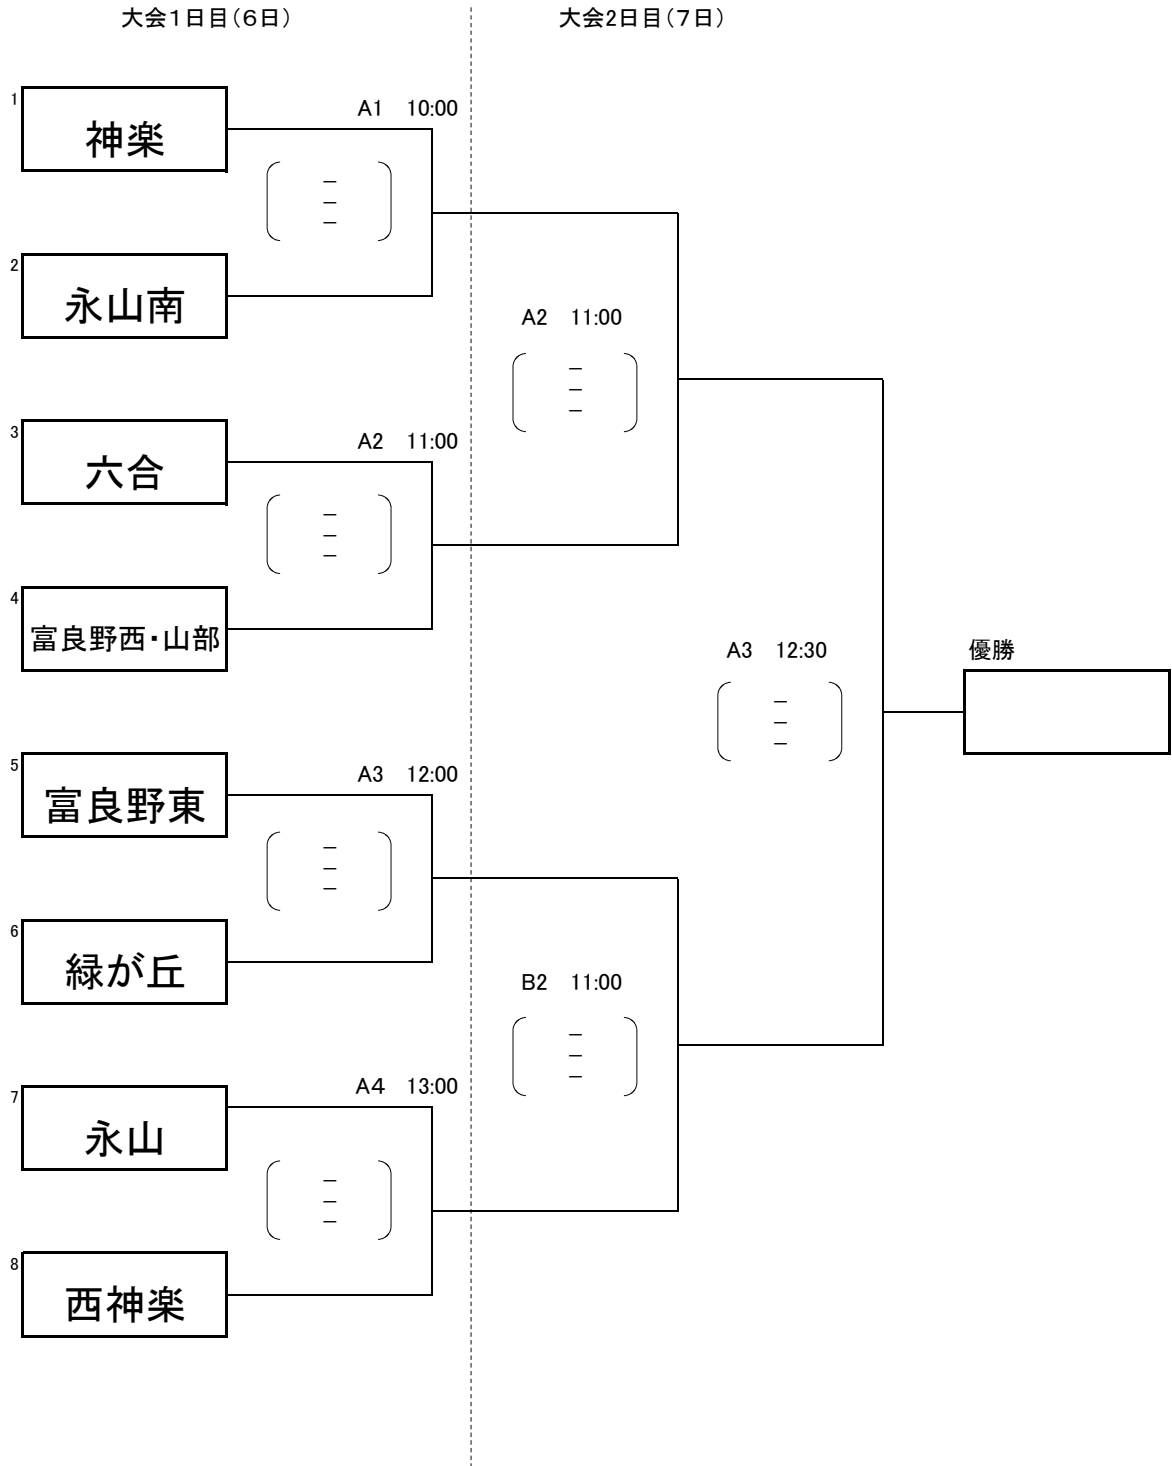 大会１日目（６日）
大会2日目（７日）
1
神楽
A1　10:00
－
－
－
2
永山南
A2　11:00
－
－
－
3
六合
A2　11:00
－
－
－
4
富良野西・山部
A3　12:30
－
－
－
優勝
5
富良野東
A3　12:00
－
－
－
6
緑が丘
B2　11:00
－
－
－
7
永山
A４　13:00
－
－
－
8
西神楽